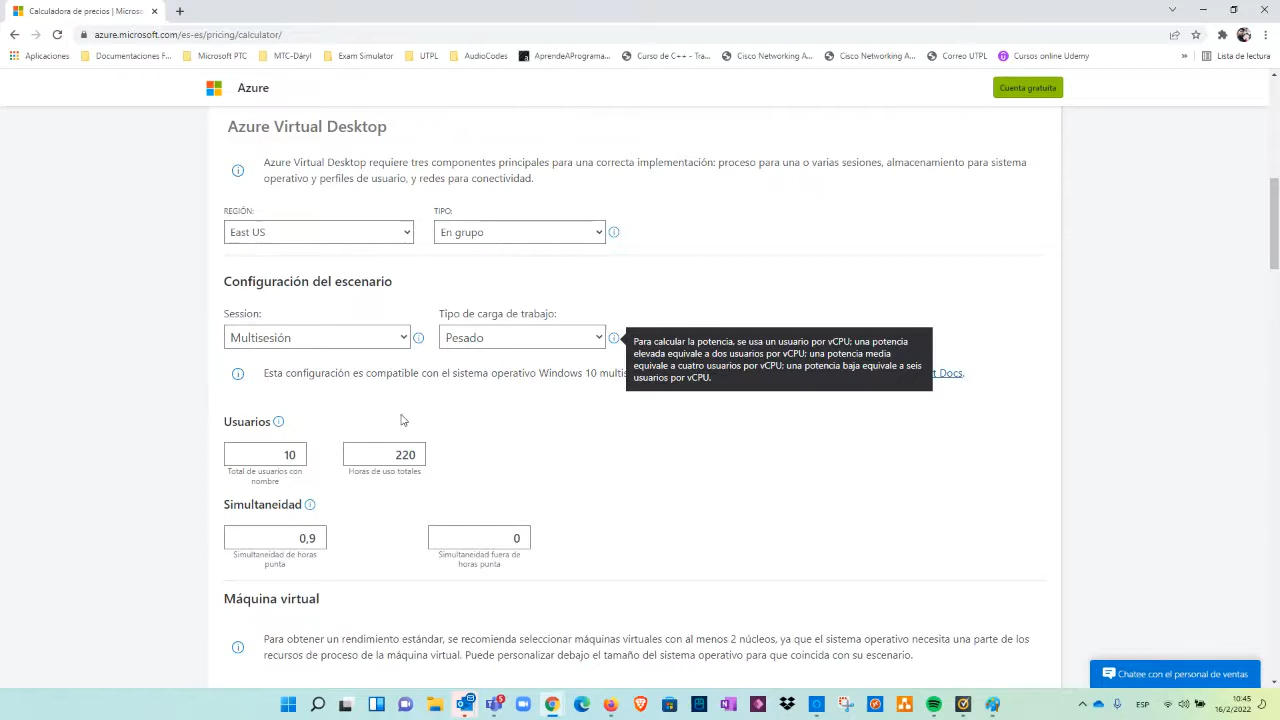 Calculadora de precios | Microso
azure.microsoft.com/es-es/pricing/calculator/
Aplicaciones
Documentaciones F...
Microsoft PTC
MTC-Dáryl
Exam Simulator
UTPL
AudioCodes
AprendeAPrograma...
Curso de C++ - Tra...
Cisco Networking A...
Cisco Networking A...
Correo UTPL
Cursos online Udemy
»
Lista de lectura
Azure
Cuenta gratuita
Azure Virtual Desktop
Azure Virtual Desktop requiere tres componentes principales para una correcta implementación: proceso para una o varias sesiones, almacenamiento para sistema
operativo y perfiles de usuario, y redes para conectividad.
REGIÓN:
TIPO:
East US
En grupo
Configuración del escenario
Session:
Tipo de carga de trabajo:
Multisesión
Pesado
Para calcular la potencia, se usa un usuario por vCPU; una potencia
elevada equivale a dos usuarios por vCPU; una potencia media
equivale a cuatro usuarios por vCPU; una potencia baja equivale a seis
usuarios por vCPU.
Esta configuración es compatible con el sistema operativo Windows 10 multis
t Docs.
Usuarios
10
220
Total de usuarios con
nombre
Horas de uso totales
Simultaneidad
0,9
0
Simultaneidad de horas
punta
Simultaneidad fuera de
horas punta
Máquina virtual
Para obtener un rendimiento estándar, se recomienda seleccionar máquinas virtuales con al menos 2 núcleos, ya que el sistema operativo necesita una parte de los
recursos de proceso de la máquina virtual. Puede personalizar debajo el tamaño del sistema operativo para que coincida con su escenario.
Chatee con el personal de ventas
ESP
10:45
16/2/2022